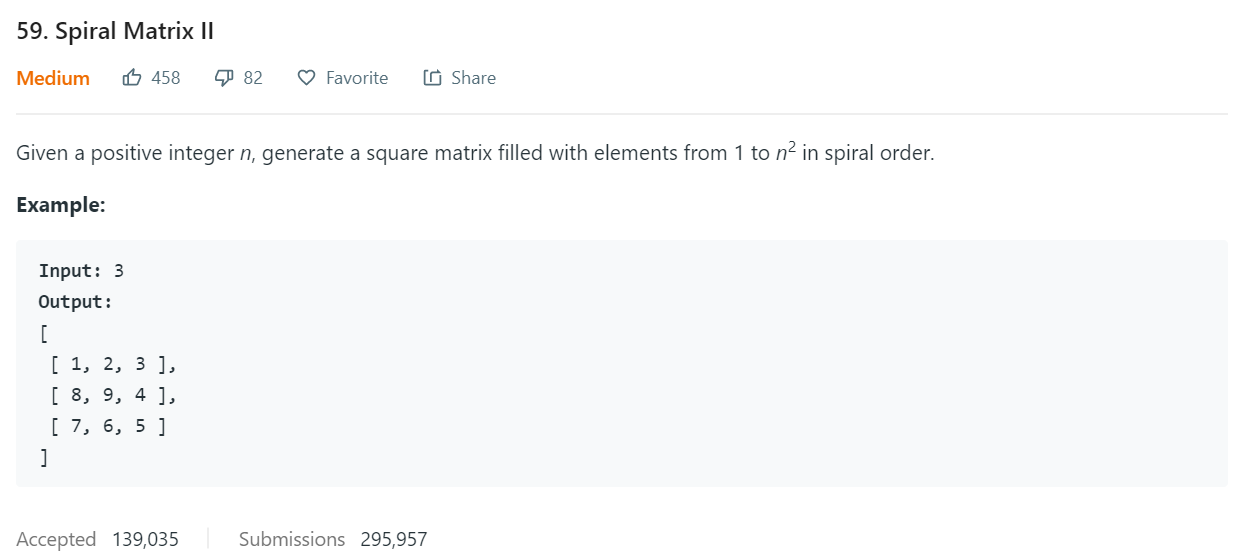 59. Spiral Matrix II
Medium 458 82 Favorite Share
Given a positive integer n, generate a square matrix filled with elements from 1 to n² in spiral order.
Example:
Input: 3
Output:
[
[ 1, 2, 3 ],
[ 8, 9, 4 ],
[ 7, 6, 5 ]
]
Accepted 139,035 Submissions 295,957